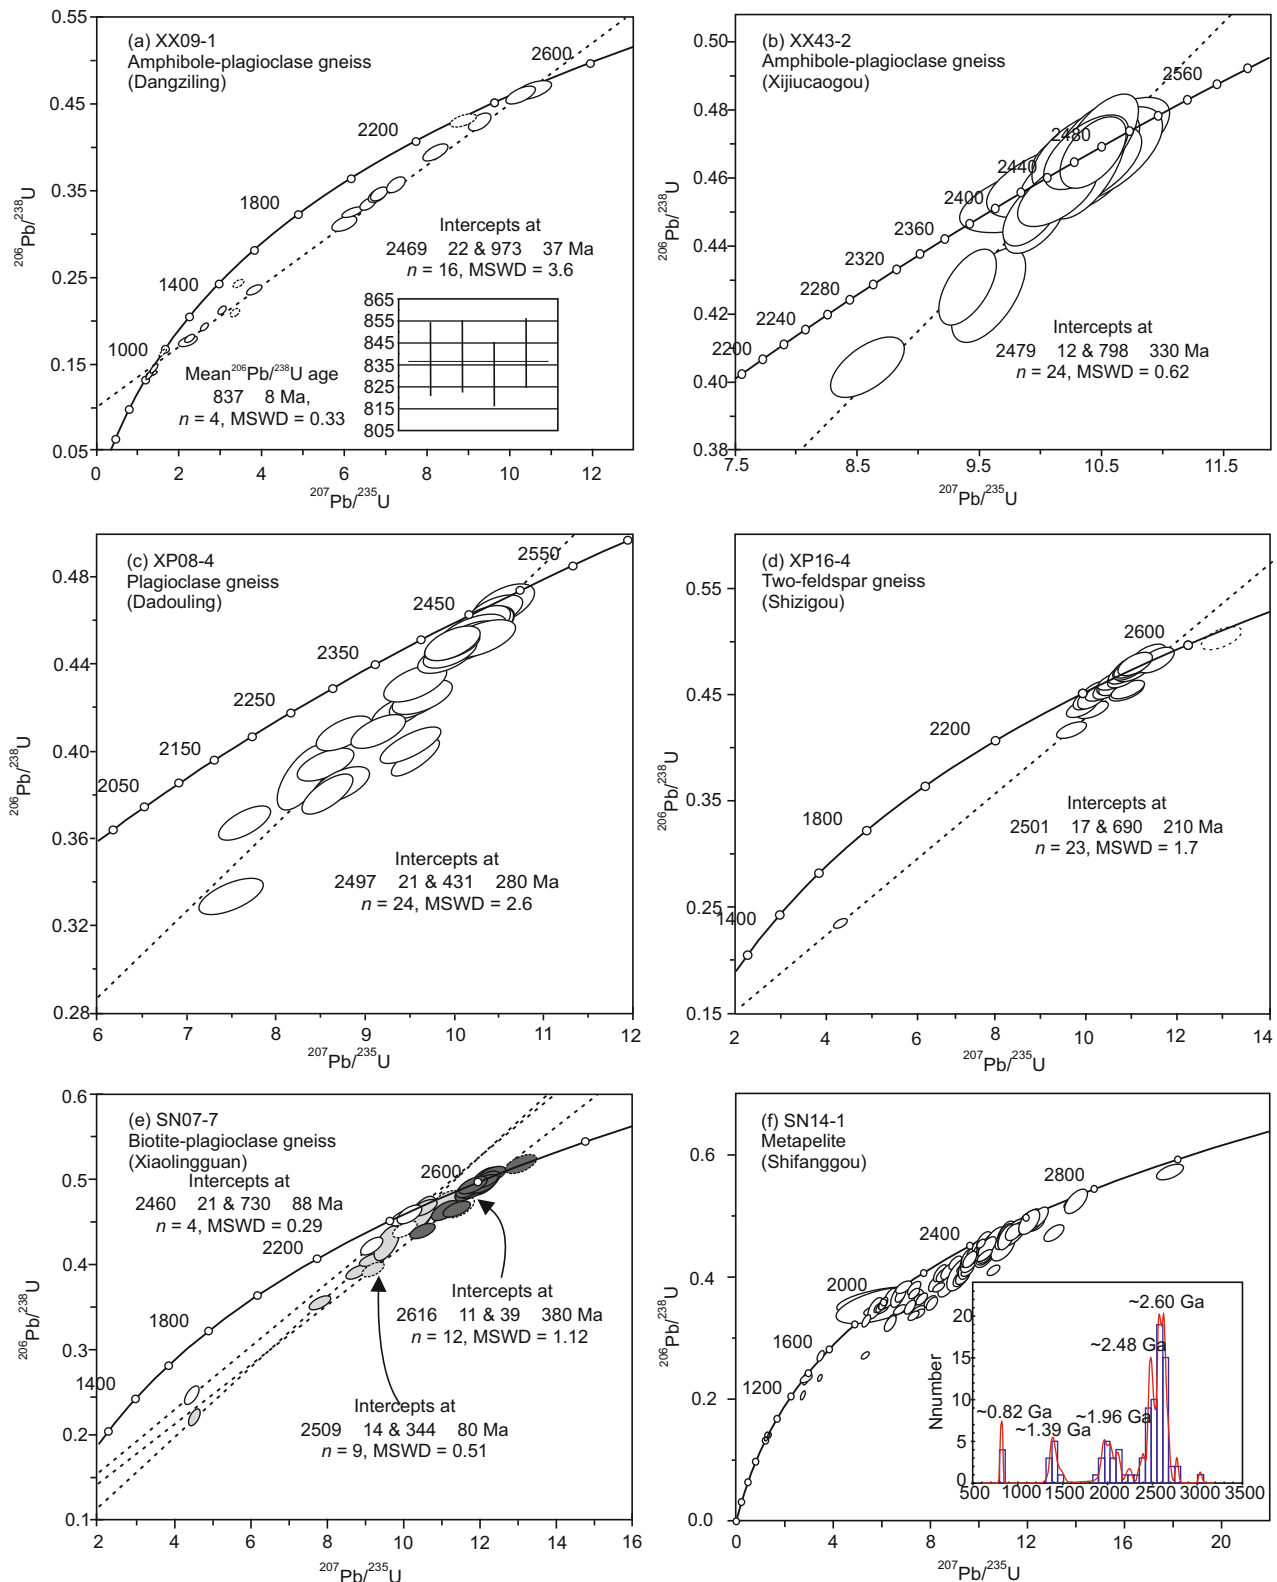 (a) XX09-1
Amphibole-plagioclase gneiss
(Dangziling)
0.55
0.45
0.35
0.25
0.15
0.05
206Pb/238U
2600
2200
1800
1400
1000
Intercepts at
2469 22 & 973 37 Ma
n = 16, MSWD = 3.6
Mean206Pb/238U age
837 8 Ma,
n = 4, MSWD = 0.33
865
855
845
835
825
815
805
0 2 4 6 8 10 12
207Pb/235U
(b) XX43-2
Amphibole-plagioclase gneiss
(Xijiucaogou)
0.50
0.48
0.46
0.44
0.42
0.40
0.38
206Pb/238U
2560
2480
2440
2400
2360
2320
2280
2240
2200
Intercepts at
2479 12 & 798 330 Ma
n = 24, MSWD = 0.62
7.5 8.5 9.5 10.5 11.5
207Pb/235U
(c) XP08-4
Plagioclase gneiss
(Dadouling)
0.48
0.44
0.40
0.36
0.32
0.28
206Pb/238U
2550
2450
2350
2250
2150
2050
Intercepts at
2497 21 & 431 280 Ma
n = 24, MSWD = 2.6
6 7 8 9 10 11 12
207Pb/235U
(d) XP16-4
Two-feldspar gneiss
(Shizigou)
0.55
0.45
0.35
0.25
0.15
206Pb/238U
2600
2200
1800
1400
Intercepts at
2501 17 & 690 210 Ma
n = 23, MSWD = 1.7
2 4 6 8 10 12 14
207Pb/235U
(e) SN07-7
Biotite-plagioclase gneiss
(Xiaolingguan)
Intercepts at
2460 21 & 730 88 Ma
n = 4, MSWD = 0.29
0.6
0.5
0.4
0.3
0.2
0.1
206Pb/238U
2600
2200
1800
1400
Intercepts at
2616 11 & 39 380 Ma
n = 12, MSWD = 1.12
Intercepts at
2509 14 & 344 80 Ma
n = 9, MSWD = 0.51
2 4 6 8 10 12 14 16
207Pb/235U
(f) SN14-1
Metapelite
(Shifanggou)
0.6
0.4
0.2
0.0
206Pb/238U
2800
2400
2000
1600
1200
~2.60 Ga
~2.48 Ga
~1.96 Ga
~0.82 Ga
~1.39 Ga
Nnumber
20
15
10
5
0
500 1000 1500 2000 2500 3000 3500
0 4 8 12 16 20
207Pb/235U